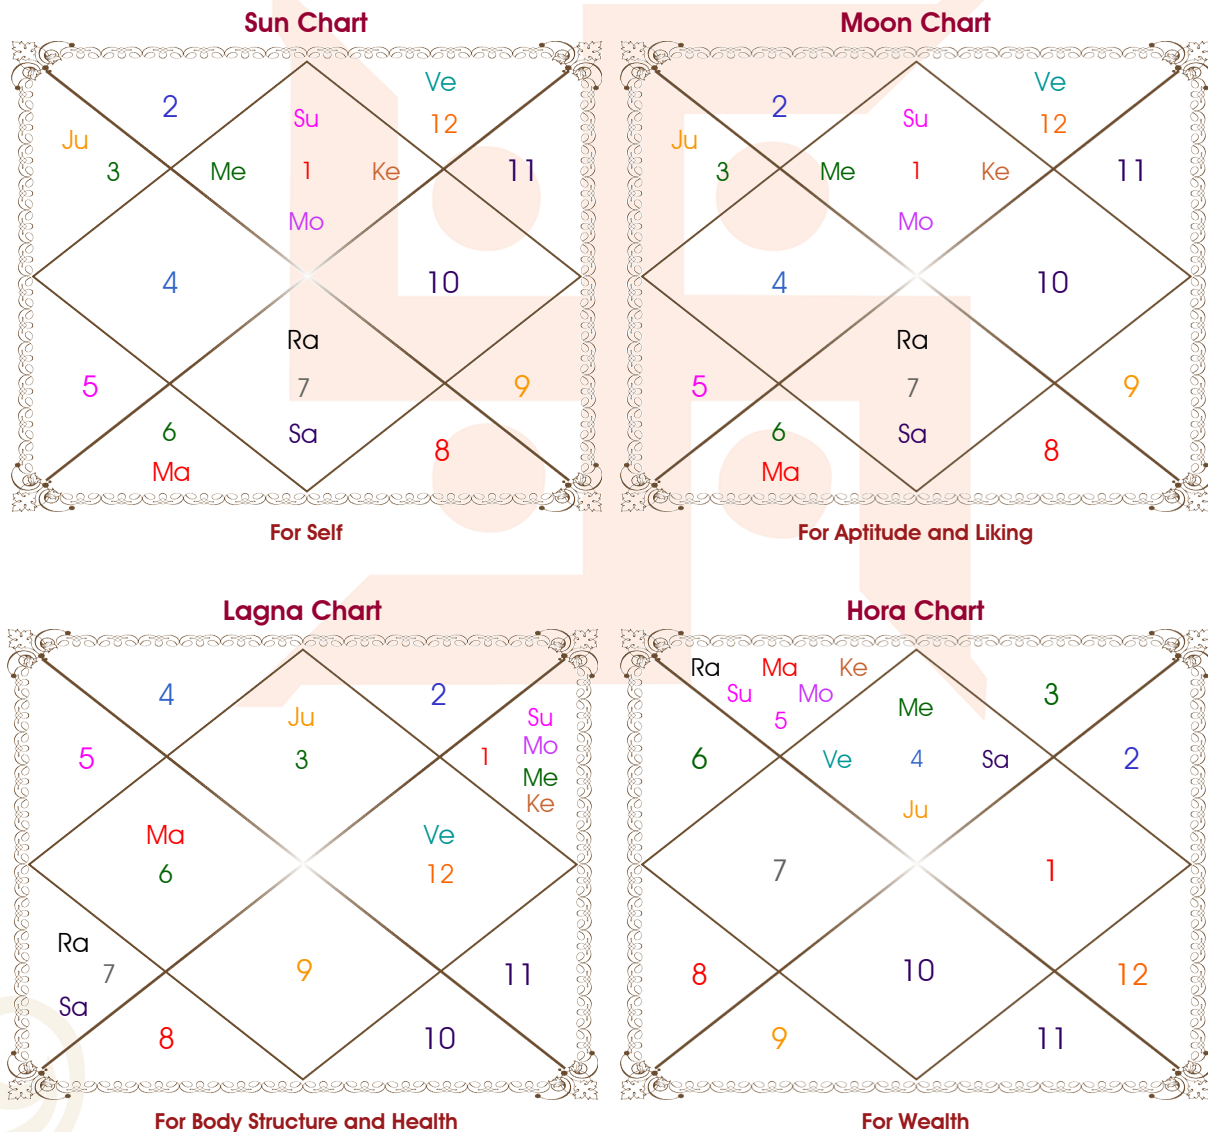 Sun Chart
Ve
2
Su
12
Ju
3
Me
1
Ke
11
Mo
4
10
Ra
5
7
9
6
Sa
8
Ma
For Self
Moon Chart
Ve
2
Su
12
Ju
3
Me
1
Ke
11
Mo
4
10
Ra
5
7
9
6
Sa
8
Ma
For Aptitude and Liking
Lagna Chart
4
2
Ju
Su
Mo
5
3
1
Me
Ke
Ma
Ve
6
12
Ra
7
9
11
Sa
8
10
For Body Structure and Health
Hora Chart
Ra Ma Ke
Su Mo
5
Me
3
6
Ve
4
Sa
2
Ju
7
1
8
10
12
9
11
For Wealth